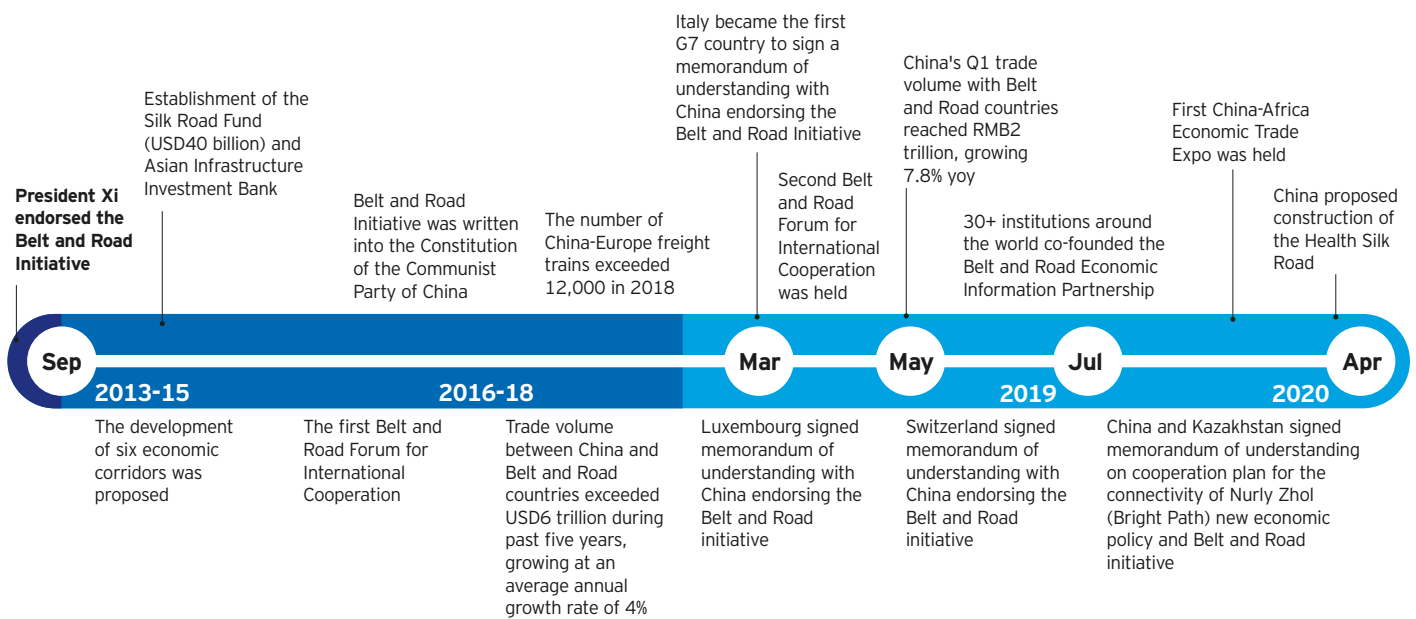 President Xi
endorsed the
Belt and Road
Initiative
Establishment of the
Silk Road Fund
(USD40 billion) and
Asian Infrastructure
Investment Bank
Belt and Road
Initiative was written
into the Constitution
of the Communist
Party of China
The number of
China-Europe freight
trains exceeded
12,000 in 2018
Italy became the first
G7 country to sign a
memorandum of
understanding with
China endorsing the
Belt and Road Initiative
Second Belt
and Road
Forum for
International
Cooperation
was held
China's Q1 trade
volume with Belt
and Road countries
reached RMB2
trillion, growing
7.8% yoy
30+ institutions around
the world co-founded the
Belt and Road Economic
Information Partnership
First China-Africa
Economic Trade
Expo was held
China proposed
construction of
the Health Silk
Road
Sep
Mar
May
Jul
Apr
2013-15
2016-18
2019
2020
The development
of six economic
corridors was
proposed
The first Belt and
Road Forum for
International
Cooperation
Trade volume
between China and
Belt and Road
countries exceeded
USD6 trillion during
past five years,
growing at an
average annual
growth rate of 4%
Luxembourg signed
memorandum of
understanding with
China endorsing the
Belt and Road
initiative
Switzerland signed
memorandum of
understanding with
China endorsing the
Belt and Road
initiative
China and Kazakhstan signed
memorandum of understanding
on cooperation plan for the
connectivity of Nurly Zhol
(Bright Path) new economic
policy and Belt and Road
initiative